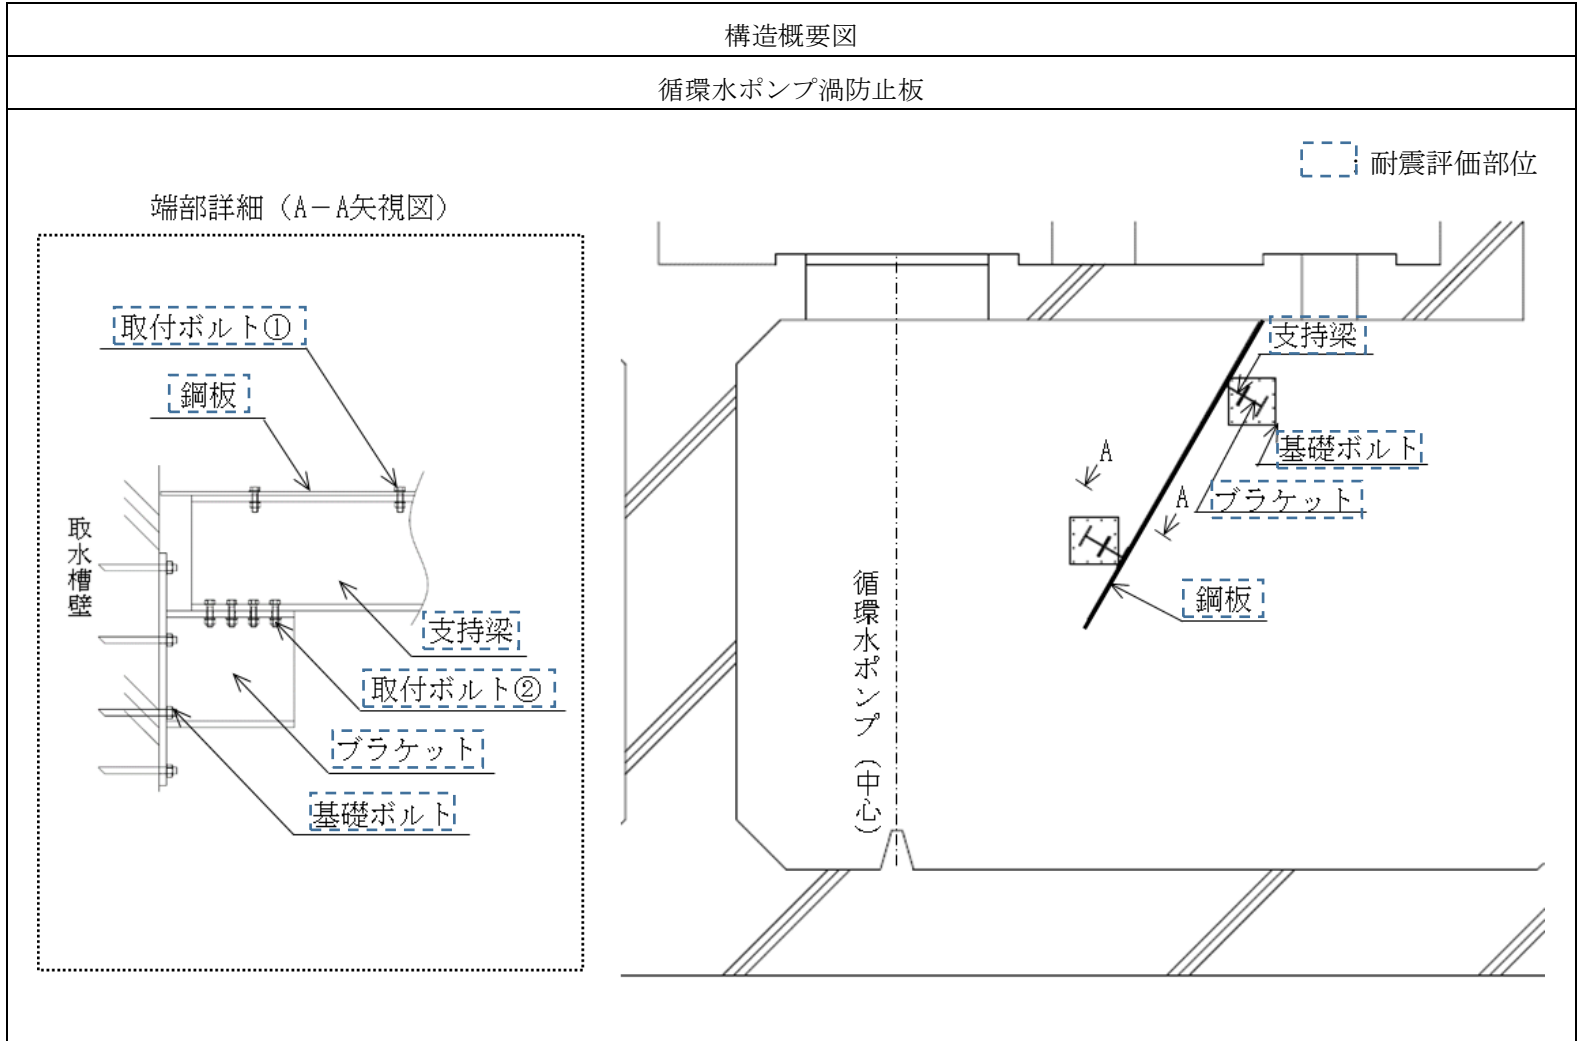 構造概要図
循環水ポンプ渦防止板
：耐震評価部位
端部詳細（A－A矢視図）
取付ボルト①
鋼板
取水槽壁
支持梁
取付ボルト②
ブラケット
基礎ボルト
支持梁
基礎ボルト
ブラケット
A
A
鋼板
循環水ポンプ（中心）